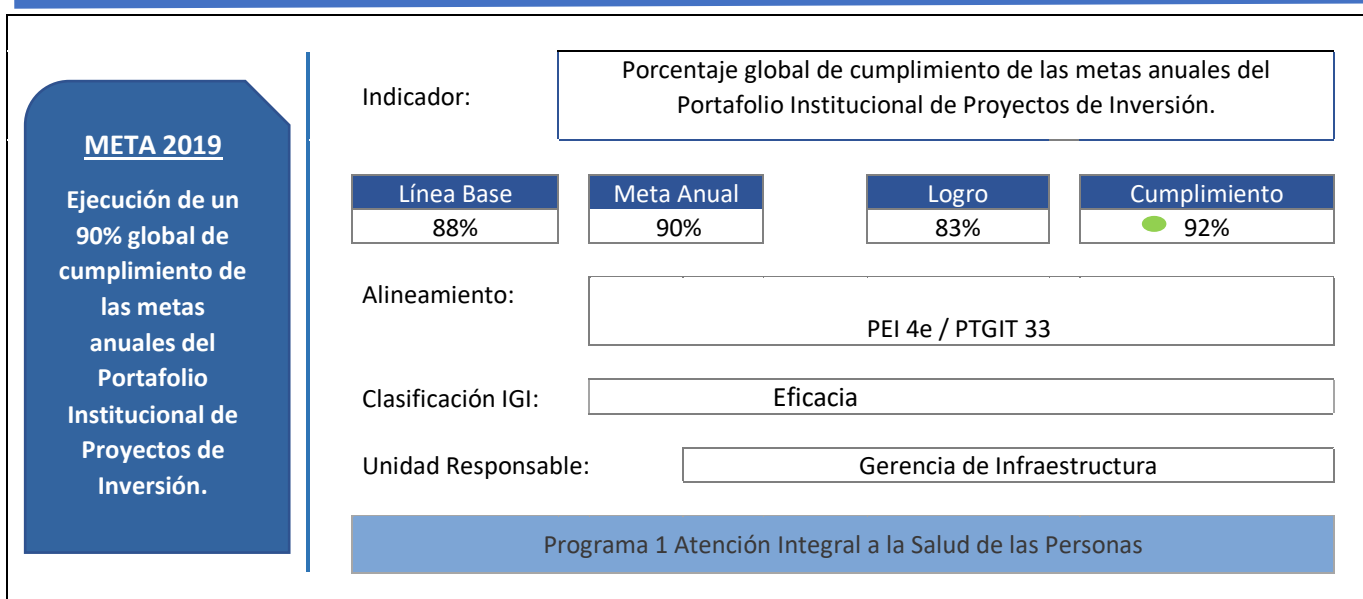 META 2019
Ejecución de un
90% global de
cumplimiento de
las metas
anuales del
Portafolio
Institucional de
Proyectos de
Inversión.
Indicador:
Porcentaje global de cumplimiento de las metas anuales del
Portafolio Institucional de Proyectos de Inversión.
Línea Base
88%
Meta Anual
90%
Logro
83%
Cumplimiento
92%
Alineamiento:
PEI 4e / PTGIT 33
Clasificación IGI:
Eficacia
Unidad Responsable:
Gerencia de Infraestructura
Programa 1 Atención Integral a la Salud de las Personas